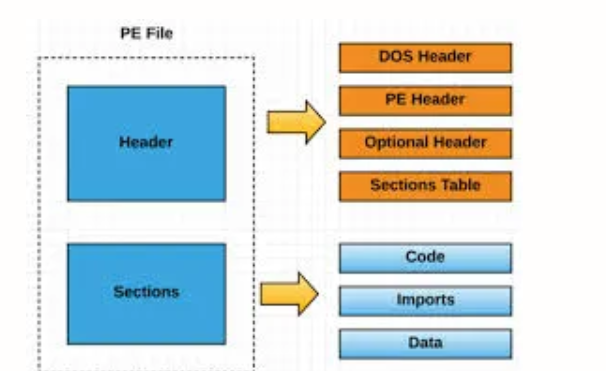 PE File
Header
DOS Header
PE Header
Optional Header
Sections Table
Sections
Code
Imports
Data